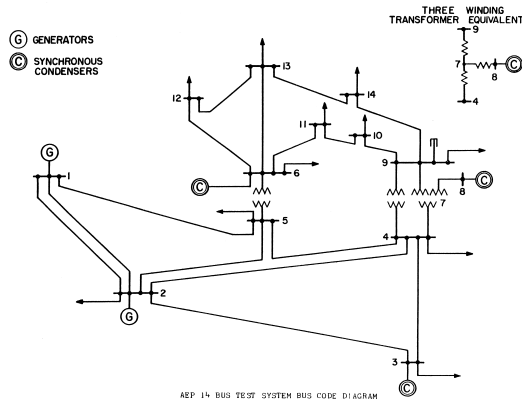 THREE WINDING
TRANSFORMER EQUIVALENT
9
7
C
8
4
G GENERATORS
C SYNCHRONOUS
CONDENSERS
13
14
12
11
10
9
G
1
C
6
7
8
C
5
4
2
G
3
C
AEP 14 BUS TEST SYSTEM BUS CODE DIAGRAM